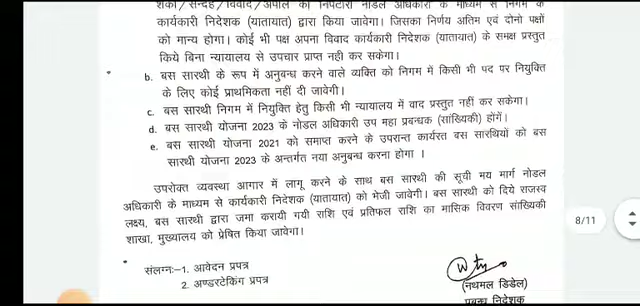 शंका/सन्देह/विवाद/अपील का निपटारा नोडल अधिकारी के माध्यम से निगम के
कार्यकारी निदेशक (यातायात) द्वारा किया जावेगा। जिसका निर्णय अतिम एवं दोनो पक्षों
को मान्य होगा। कोई भी पक्ष अपना विवाद कार्यकारी निदेशक (यातायात) के समक्ष प्रस्तुत
किये बिना न्यायालय से उपचार प्राप्त नही कर सकेगा।
b. बस सारथी के रूप में अनुबन्ध करने वाले व्यक्ति को निगम में किसी भी पद पर नियुक्ति
के लिए कोई प्राथमिकता नहीं दी जावेगी।
c. बस सारथी निगम में नियुक्ति हेतु किसी भी न्यायालय में वाद प्रस्तुत नहीं कर सकेगा।
d. बस सारथी योजना 2023 के नोडल अधिकारी उप महा प्रबन्धक (सांख्यिकी) होगें।
e. बस सारथी योजना 2021 को समाप्त करने के उपरान्त कार्यरत बस सारथियों को बस
सारथी योजना 2023 के अन्तर्गत नया अनुबन्ध करना होगा ।
उपरोक्त व्यवस्था आगार में लागू करने के साथ बस सारथी की सूची मय मार्ग नोडल
अधिकारी के माध्यम से कार्यकारी निदेशक (यातायात) को भेजी जावेगी। बस सारथी को दिये राजस्व
लक्ष्य, बस सारथी द्वारा जमा करायी गयी राशि एवं प्रतिफल राशि का मासिक विवरण सांख्यिकी
शाखा, मुख्यालय को प्रेषित किया जावेगा।
8/11
संलग्नः-1. आवेदन प्रपत्र
2. अण्डरटेकिंग प्रपत्र
(नथमल डिडेल)
प्रबन्ध निदेशक